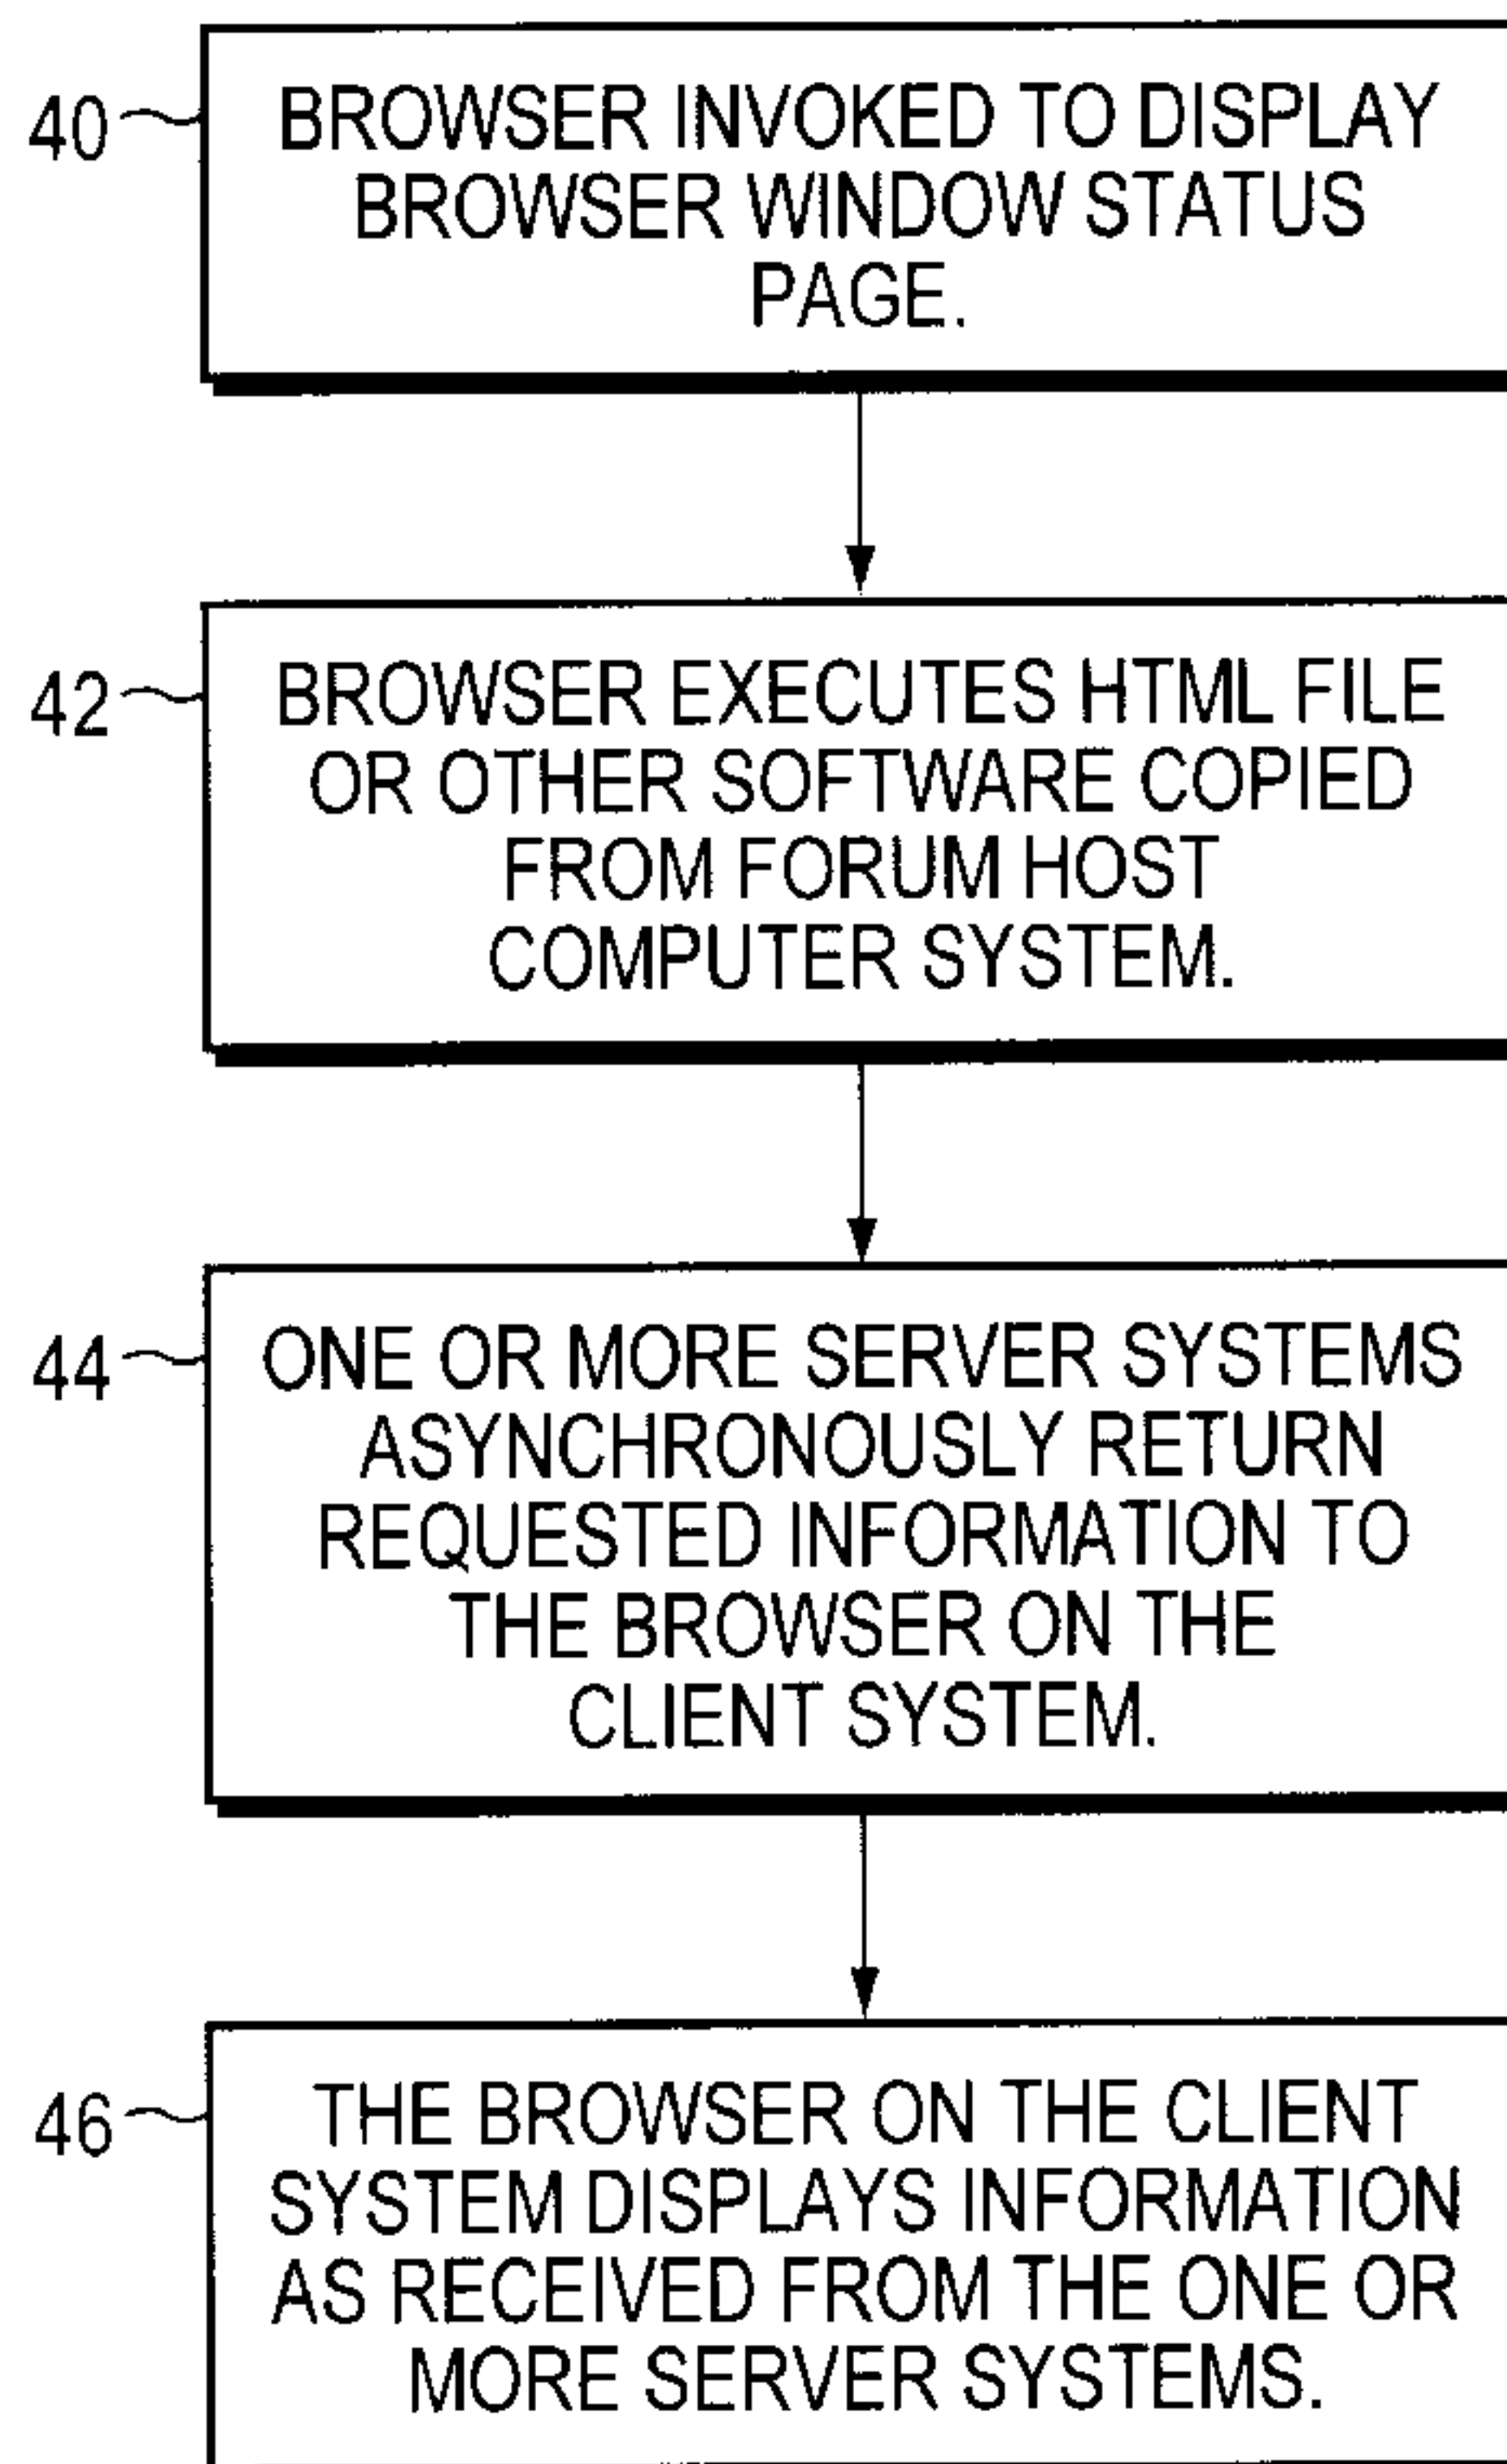 40
BROWSER INVOKED TO DISPLAY
BROWSER WINDOW STATUS
PAGE.
42
BROWSER EXECUTES HTML FILE
OR OTHER SOFTWARE COPIED
FROM FORUM HOST
COMPUTER SYSTEM.
44
ONE OR MORE SERVER SYSTEMS
ASYNCHRONOUSLY RETURN
REQUESTED INFORMATION TO
THE BROWSER ON THE
CLIENT SYSTEM.
46
THE BROWSER ON THE CLIENT
SYSTEM DISPLAYS INFORMATION
AS RECEIVED FROM THE ONE OR
MORE SERVER SYSTEMS.